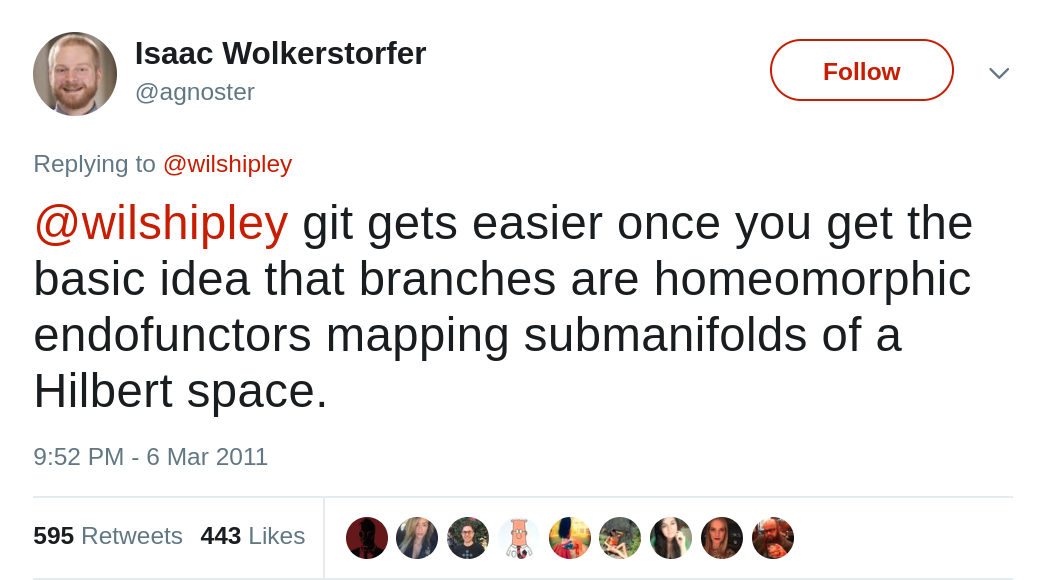 Isaac Wolkerstorfer
@agnoster
Follow
Replying to @wilshipley
@wilshipley git gets easier once you get the
basic idea that branches are homeomorphic
endofunctors mapping submanifolds of a
Hilbert space.
9:52 PM - 6 Mar 2011
595 Retweets 443 Likes